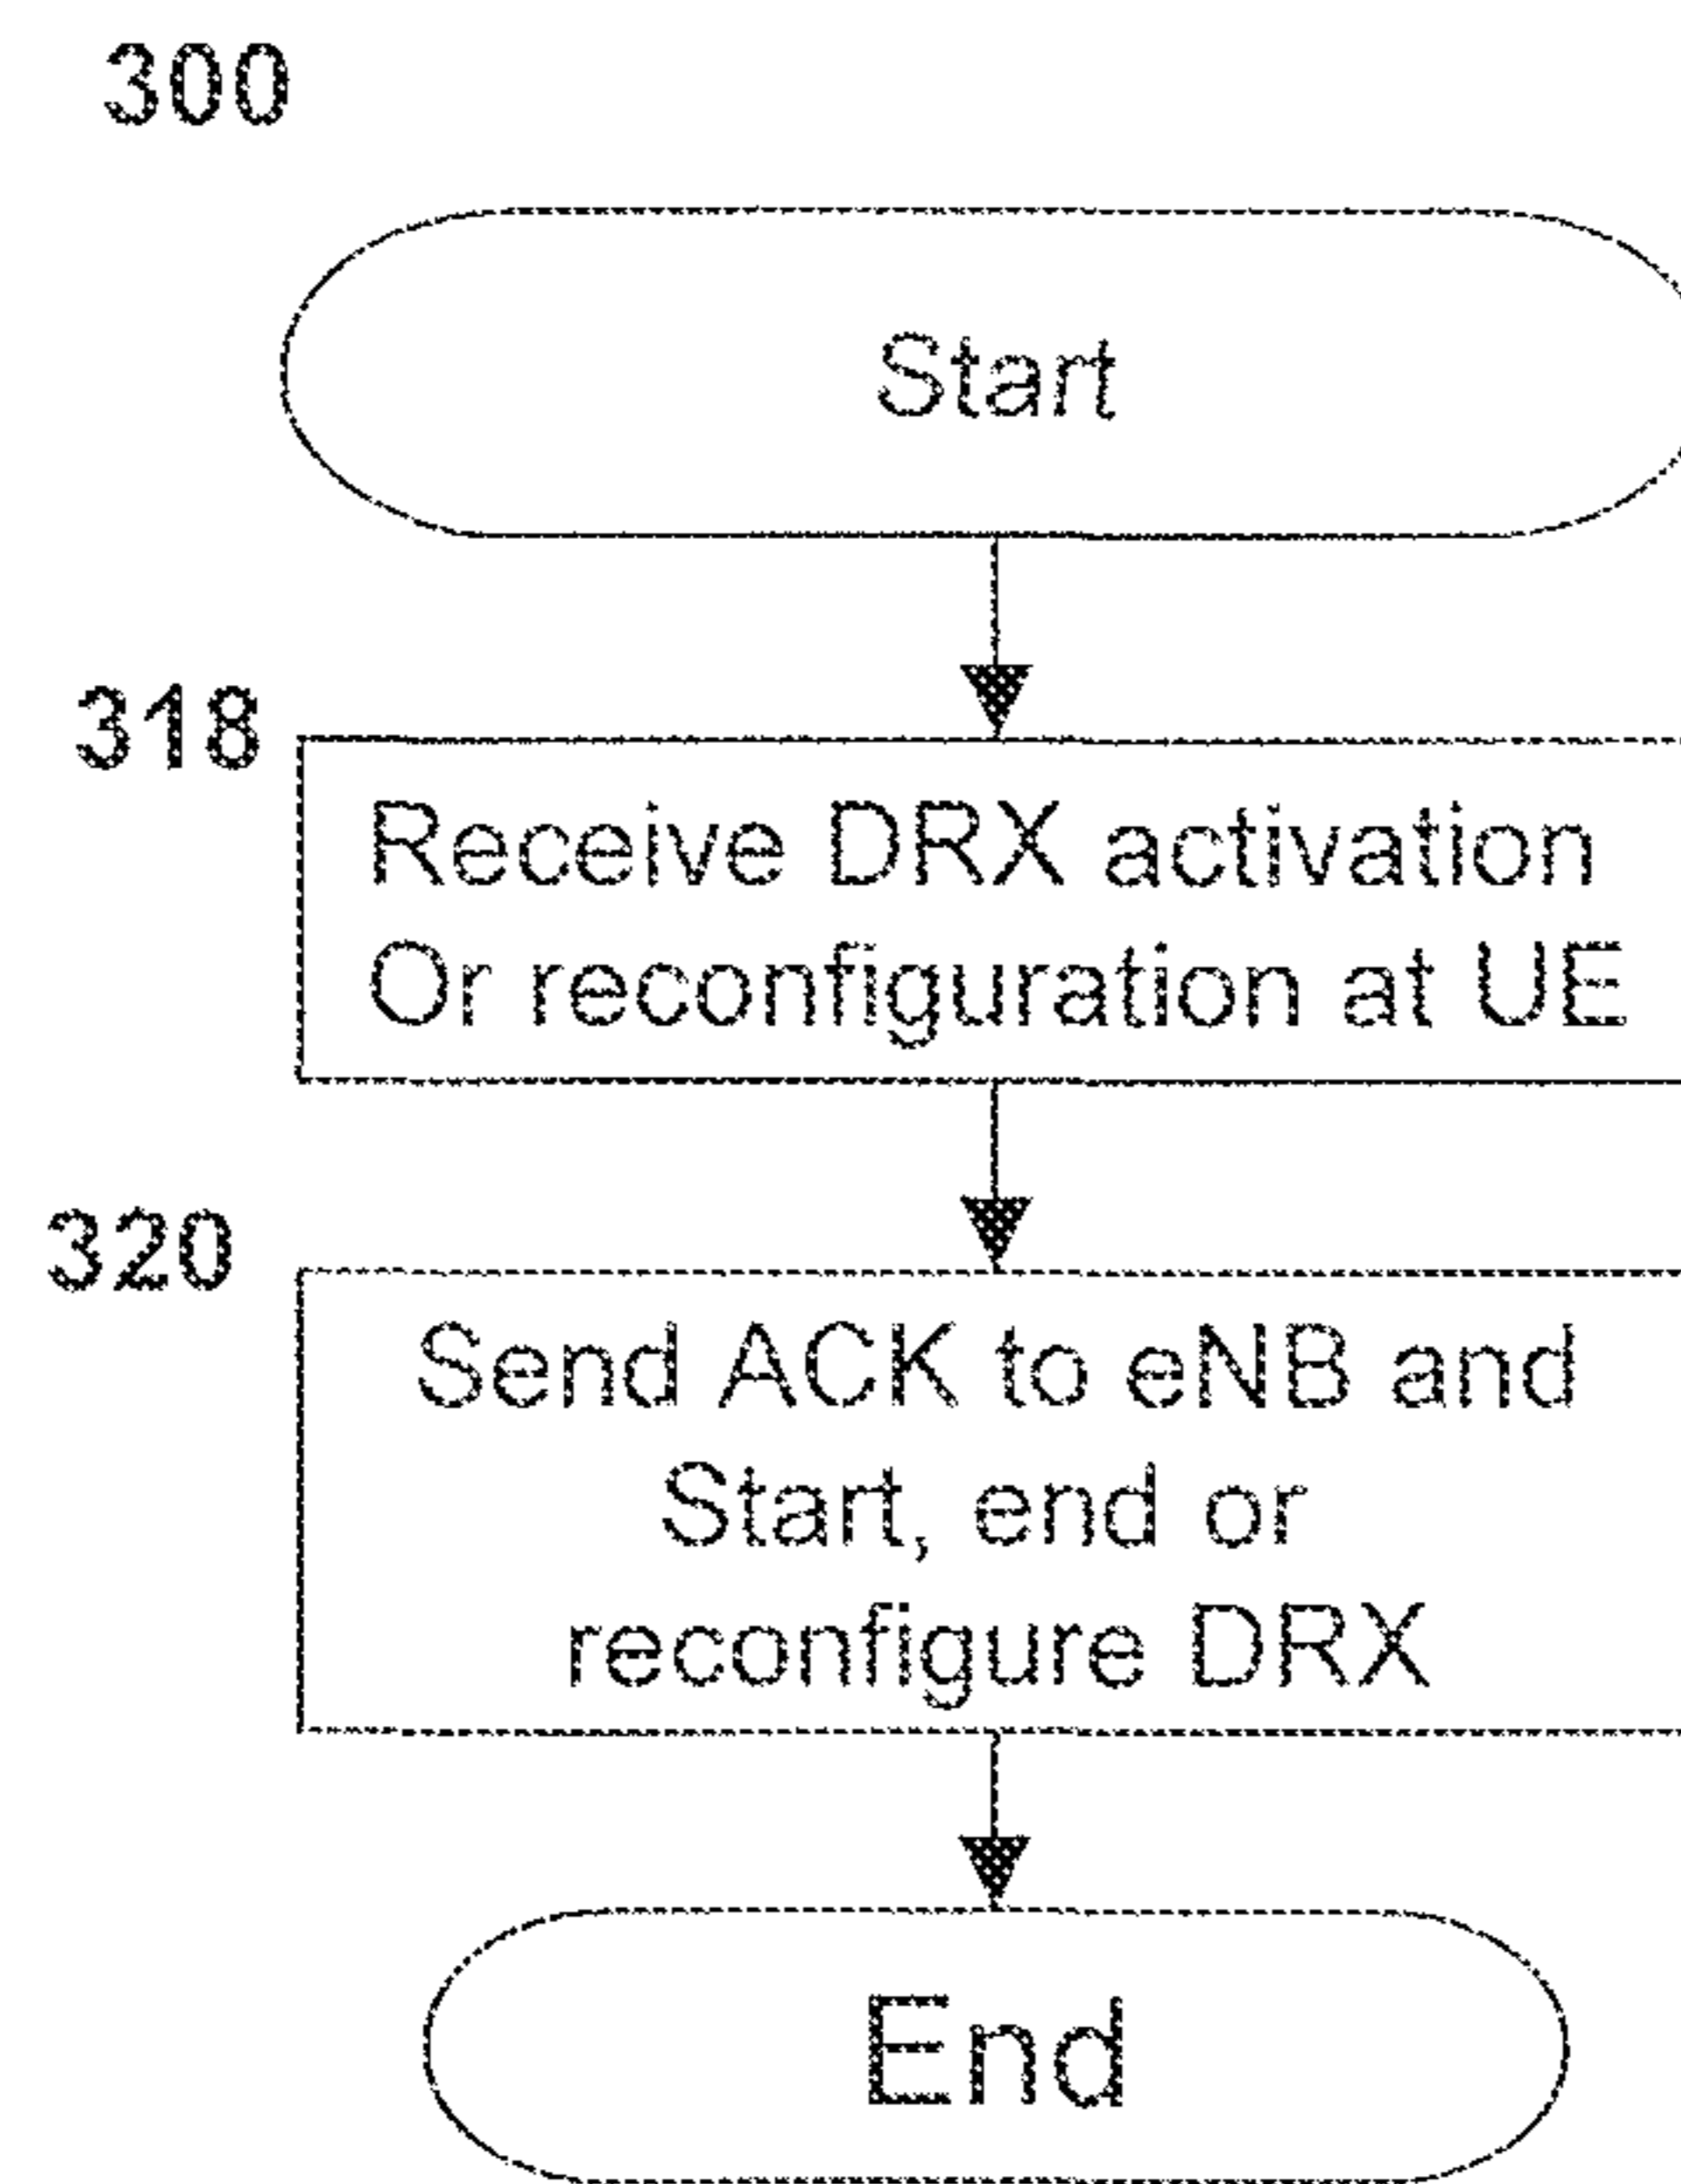 300
Start
318
Receive DRX activation
Or reconfiguration at UE
320
Send ACK to eNB and
Start, end or
reconfigure DRX
End